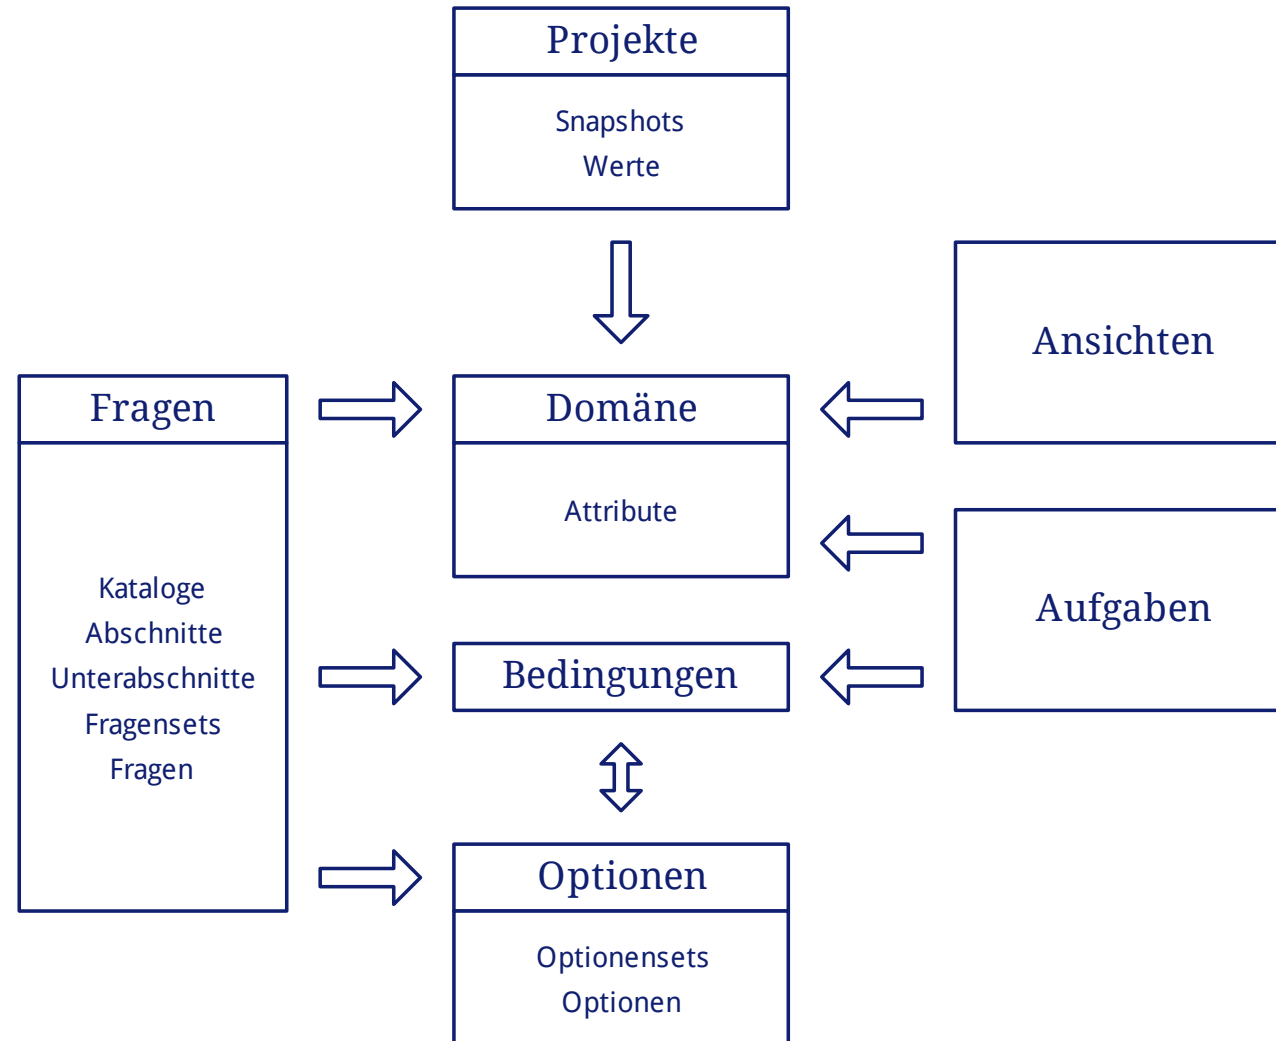 Projekte
Snapshots
Werte
Ansichten
Fragen
Domäne
Attribute
Kataloge
Abschnitte
Unterabschnitte
Fragensets
Fragen
Aufgaben
Bedingungen
Optionen
Optionensets
Optionen